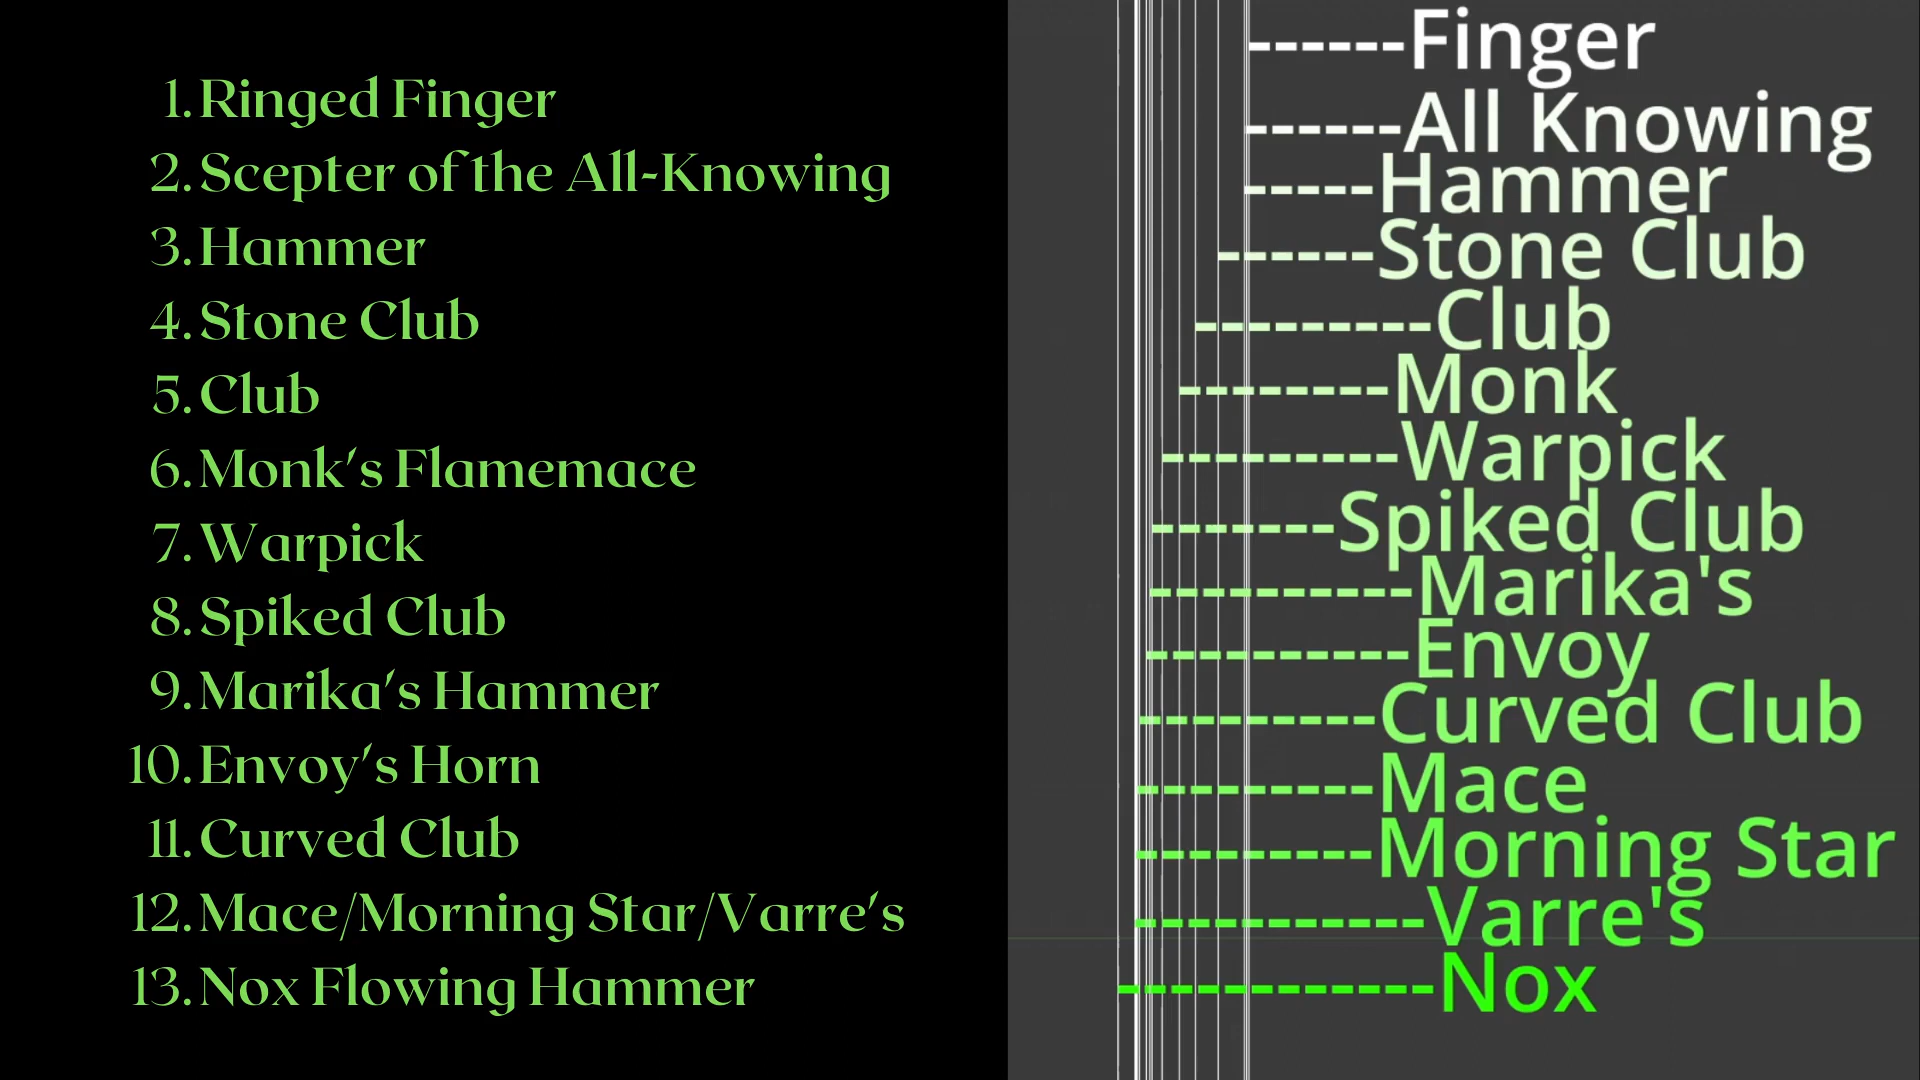 1. Ringed Finger
2. Scepter of the All-Knowing
3. Hammer
4. Stone Club
5. Club
6. Monk's Flamemace
7. Warpick
8. Spiked Club
9. Marika's Hammer
10. Envoy's Horn
11. Curved Club
12. Mace/Morning Star/Varre's
13. Nox Flowing Hammer
------Finger
------All Knowing
-----Hammer
------Stone Club
---------Club
--------Monk
---------Warpick
-------Spiked Club
----------Marika's
----------Envoy
---------Curved Club
---------Mace
---------Morning Star
-----------Varre's
------------Nox